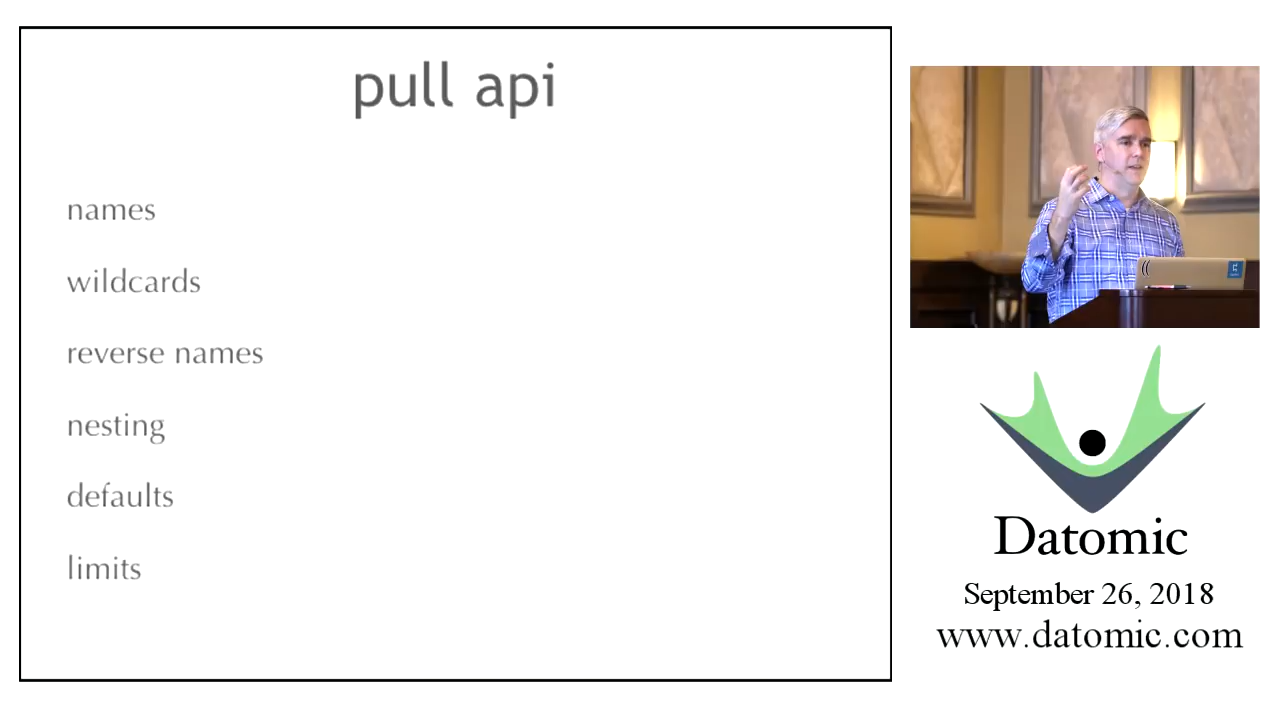 pull api
names
wildcards
reverse names
nesting
defaults
limits
Datomic
September 26, 2018
www.datomic.com